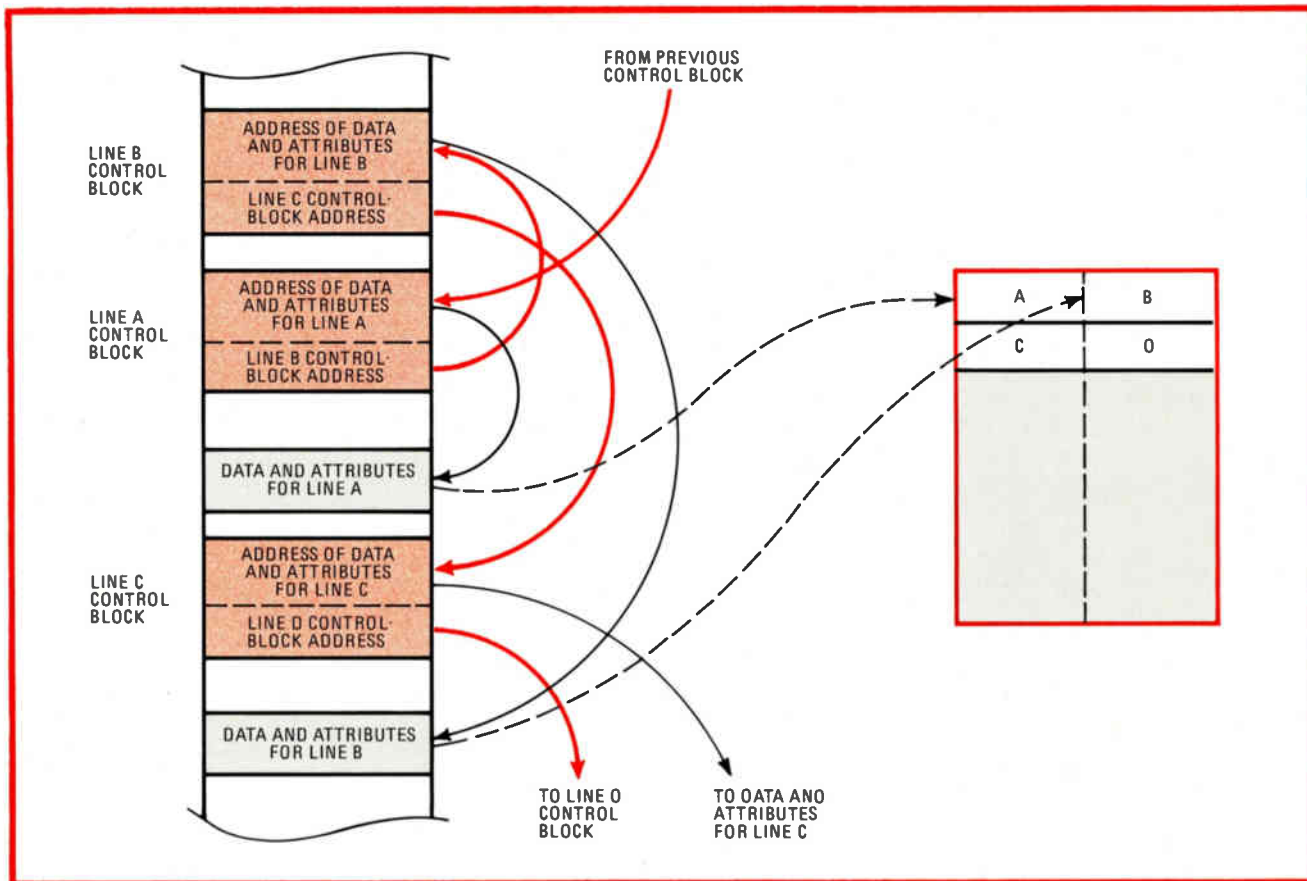 FROM PREVIOUS
CONTROL BLOCK
LINE B
CONTROL
BLOCK
ADDRESS OF DATA
AND ATTRIBUTES
FOR LINE B
LINE C CONTROL-
BLOCK ADDRESS
LINE A
CONTROL
BLOCK
ADDRESS OF DATA
AND ATTRIBUTES
FOR LINE A
LINE B CONTROL-
BLOCK ADDRESS
DATA AND ATTRIBUTES
FOR LINE A
LINE C
CONTROL
BLOCK
ADDRESS OF DATA
AND ATTRIBUTES
FOR LINE C
LINE D CONTROL-
BLOCK ADDRESS
DATA AND ATTRIBUTES
FOR LINE B
TO LINE O
CONTROL
BLOCK
TO OATA ANO
ATTRIBUTES
FOR LINE C
A B
C O